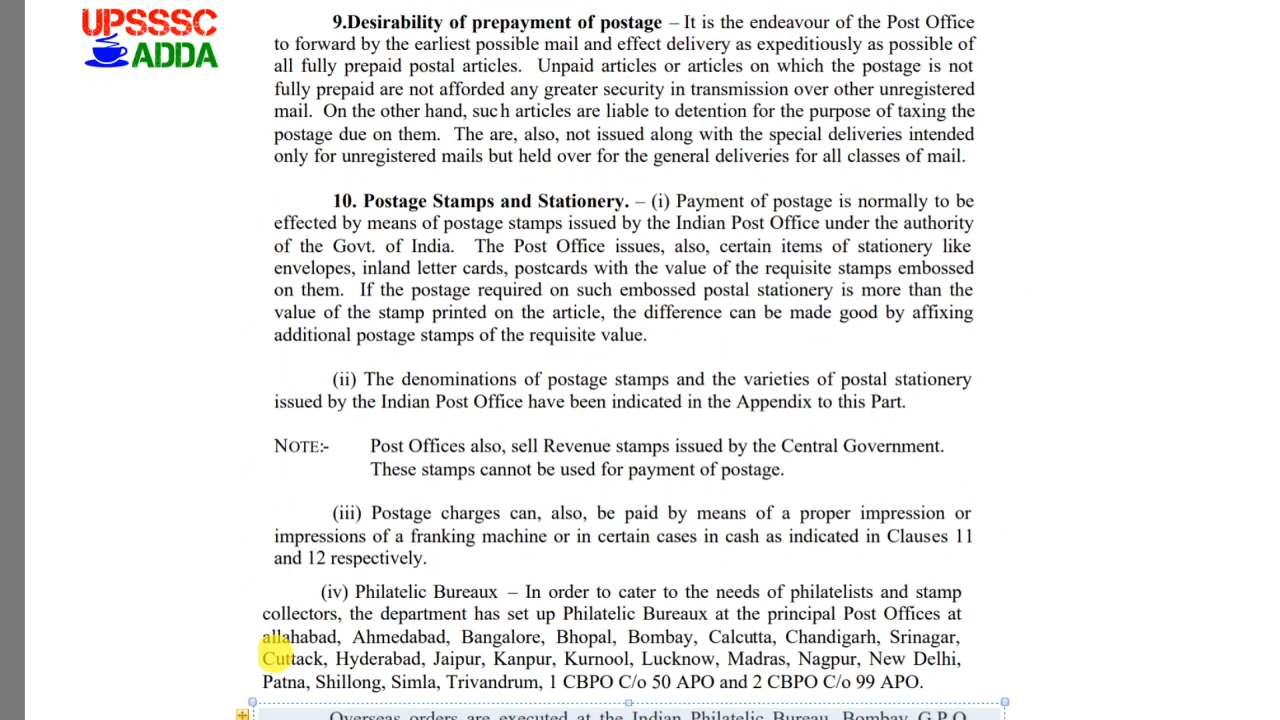 UPSSSC
ADDA
9.Desirability of prepayment of postage – It is the endeavour of the Post Office
to forward by the earliest possible mail and effect delivery as expeditiously as possible of
all fully prepaid postal articles. Unpaid articles or articles on which the postage is not
fully prepaid are not afforded any greater security in transmission over other unregistered
mail. On the other hand, such articles are liable to detention for the purpose of taxing the
postage due on them. The are, also, not issued along with the special deliveries intended
only for unregistered mails but held over for the general deliveries for all classes of mail.
10. Postage Stamps and Stationery. – (i) Payment of postage is normally to be
effected by means of postage stamps issued by the Indian Post Office under the authority
of the Govt. of India. The Post Office issues, also, certain items of stationery like
envelopes, inland letter cards, postcards with the value of the requisite stamps embossed
on them. If the postage required on such embossed postal stationery is more than the
value of the stamp printed on the article, the difference can be made good by affixing
additional postage stamps of the requisite value.
(ii) The denominations of postage stamps and the varieties of postal stationery
issued by the Indian Post Office have been indicated in the Appendix to this Part.
NOTE:- Post Offices also, sell Revenue stamps issued by the Central Government.
These stamps cannot be used for payment of postage.
(iii) Postage charges can, also, be paid by means of a proper impression or
impressions of a franking machine or in certain cases in cash as indicated in Clauses 11
and 12 respectively.
(iv) Philatelic Bureaux – In order to cater to the needs of philatelists and stamp
collectors, the department has set up Philatelic Bureaux at the principal Post Offices at
allahabad, Ahmedabad, Bangalore, Bhopal, Bombay, Calcutta, Chandigarh, Srinagar,
Cuttack, Hyderabad, Jaipur, Kanpur, Kurnool, Lucknow, Madras, Nagpur, New Delhi,
Patna, Shillong, Simla, Trivandrum, 1 CBPO C/o 50 APO and 2 CBPO C/o 99 APO.
Overseas orders are executed at the Indian Philatelic Bureau, Bombay G.P.O.